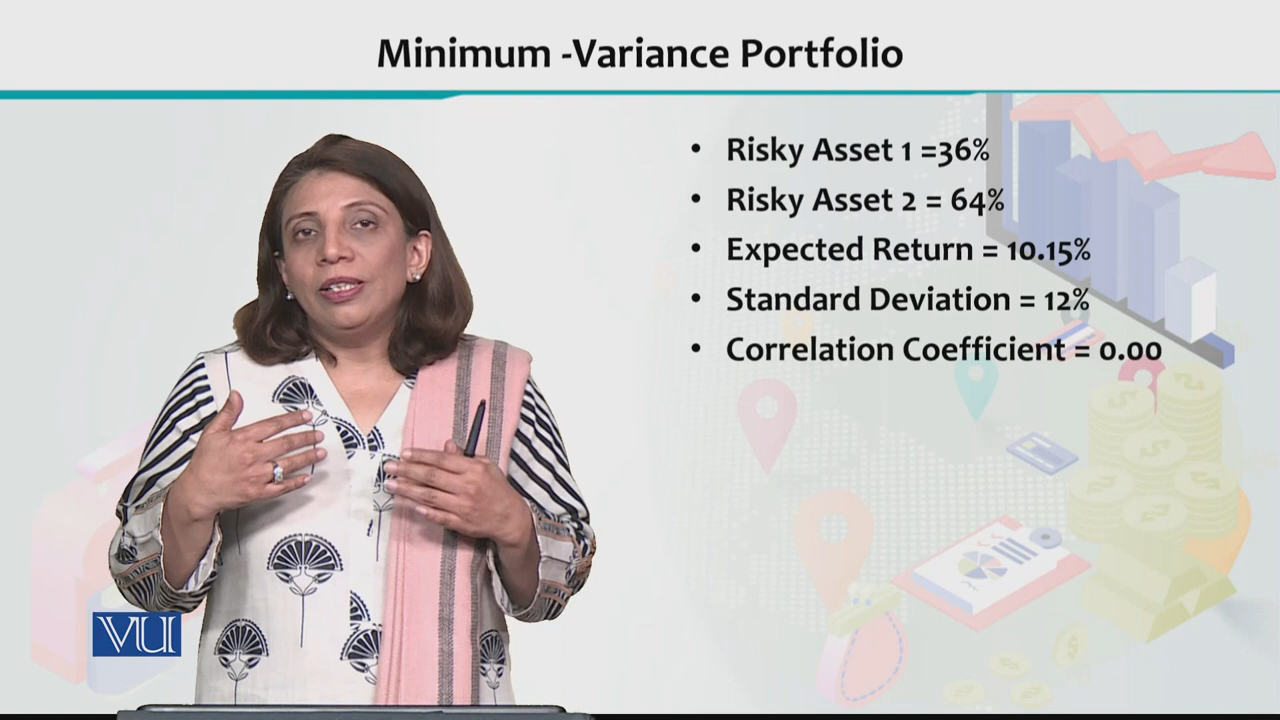 Minimum -Variance Portfolio
• Risky Asset 1 =36%
• Risky Asset 2 = 64%
• Expected Return = 10.15%
• Standard Deviation = 12%
• Correlation Coefficient = 0.00
VU